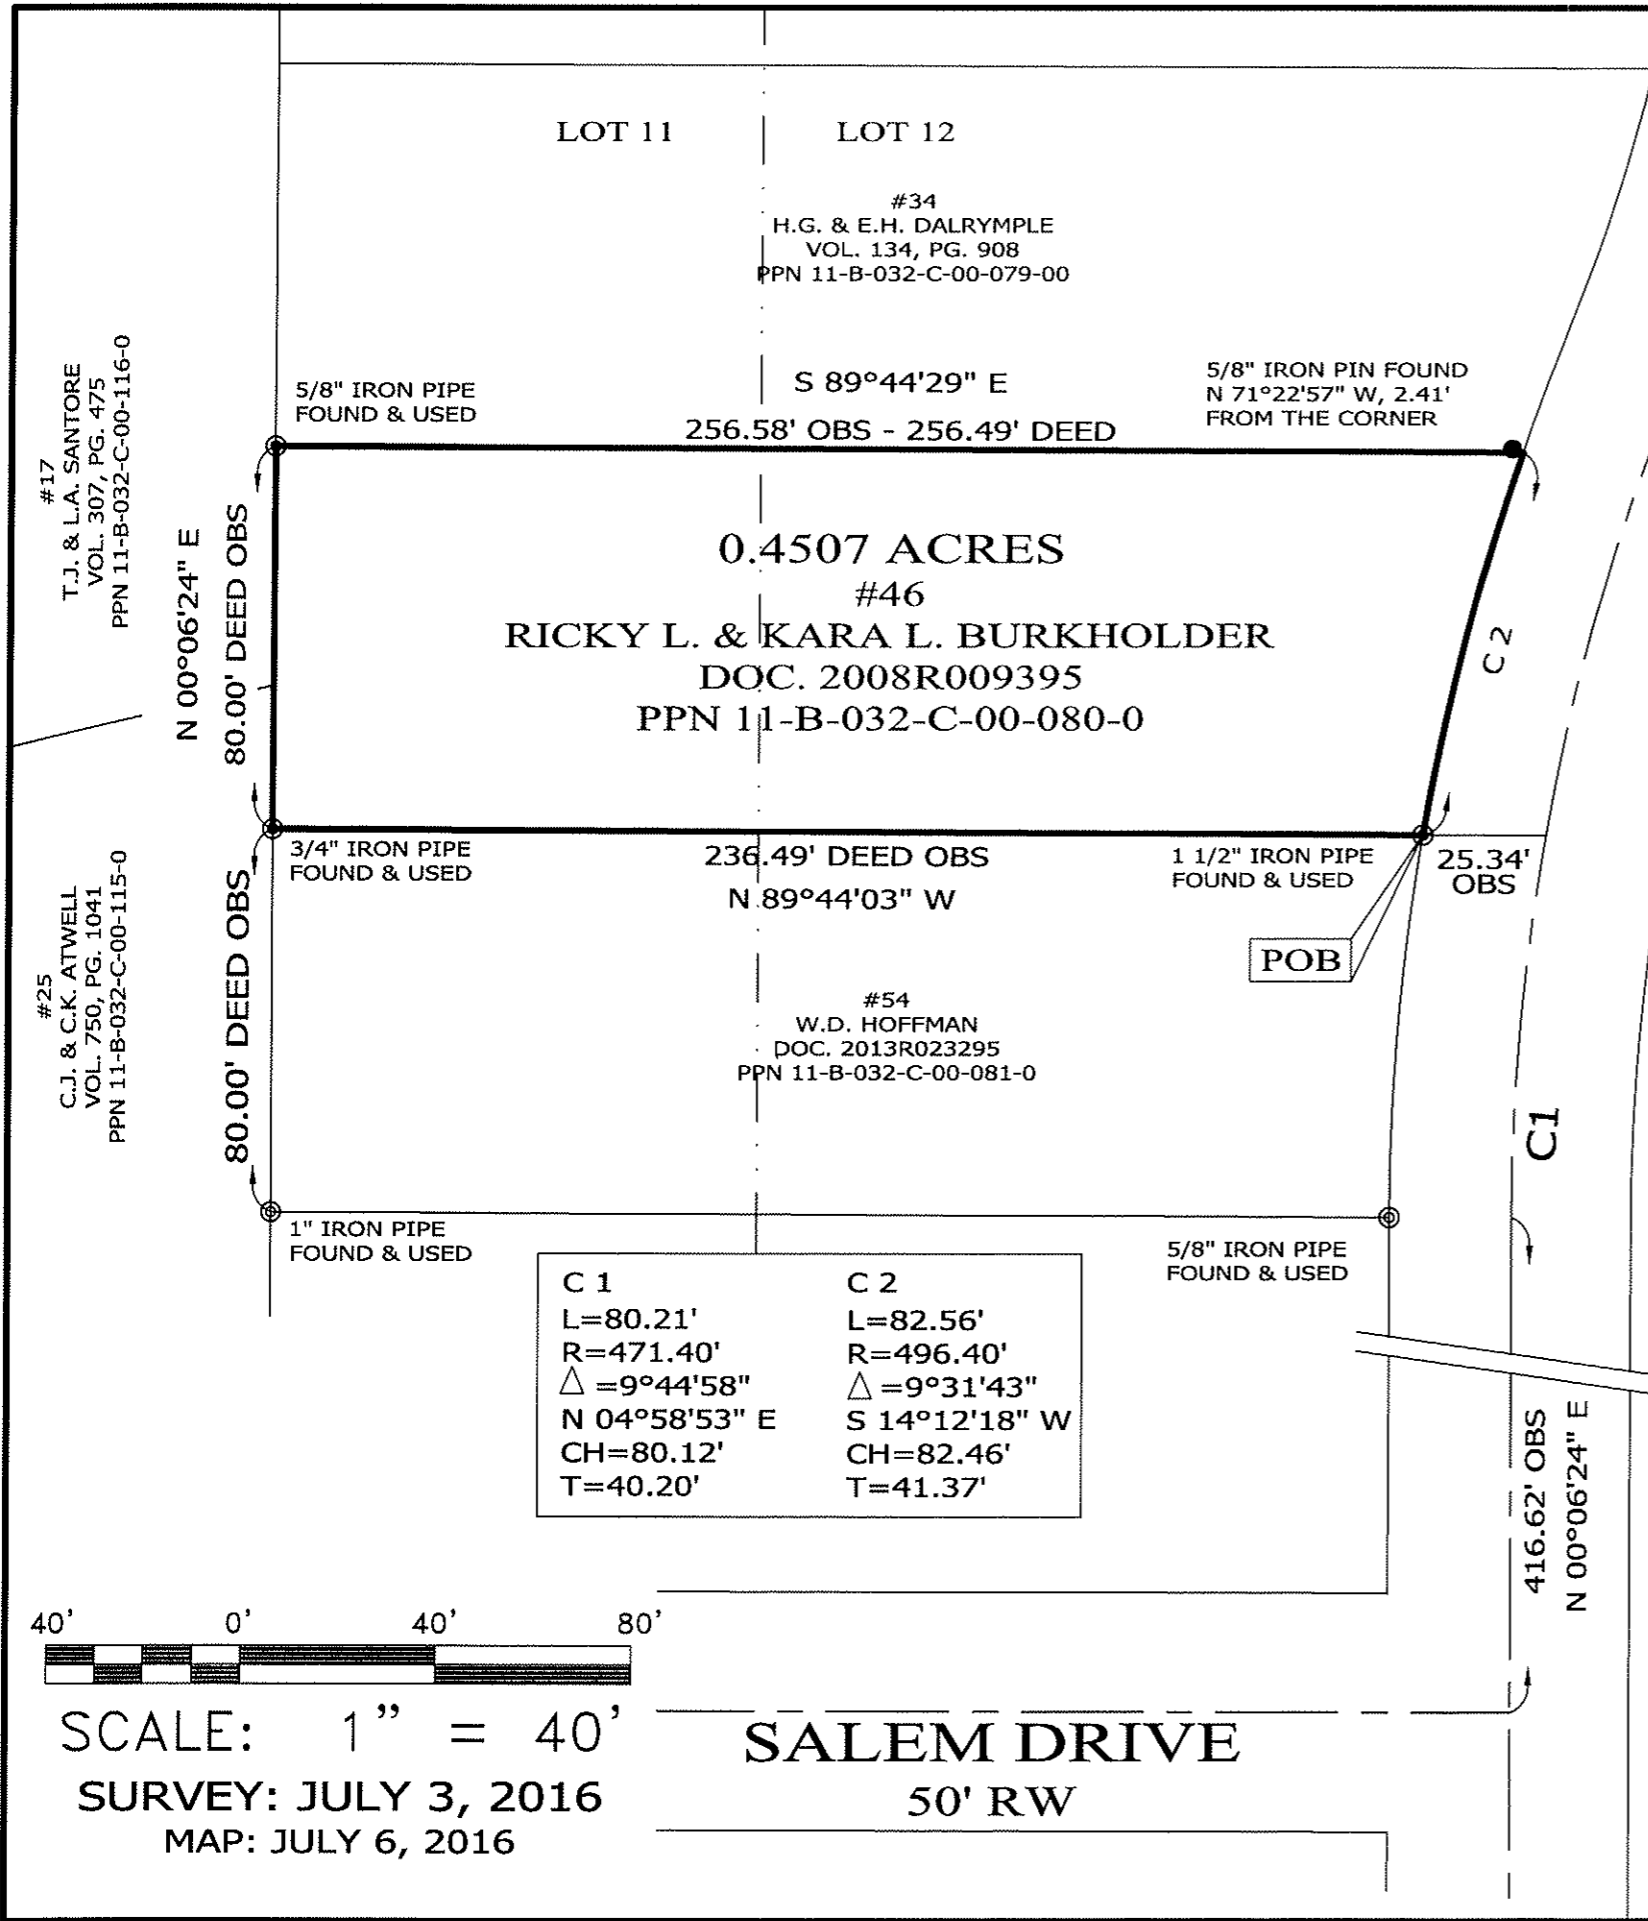 LOT 11
LOT 12
#34
H.G. & E.H. DALRYMPLE
VOL. 134, PG. 908
PPN 11-B-032-C-00-079-00
#17
T.J. & L.A. SANTORE
VOL. 307, PG. 475
PPN 11-B-032-C-00-116-0
5/8" IRON PIPE
FOUND & USED
S 89°44'29" E
256.58' OBS - 256.49' DEED
5/8" IRON PIN FOUND
N 71°22'57" W, 2.41'
FROM THE CORNER
N 00°06'24" E
80.00' DEED OBS
0.4507 ACRES
#46
RICKY L. & KARA L. BURKHOLDER
DOC. 2008R009395
PPN 11-B-032-C-00-080-0
C 2
3/4" IRON PIPE
FOUND & USED
236.49' DEED OBS
N 89°44'03" W
1 1/2" IRON PIPE
FOUND & USED
25.34'
OBS
POB
#25
C.J. & C.K. ATWELL
VOL. 750, PG. 1041
PPN 11-B-032-C-00-115-0
80.00' DEED OBS
#54
W.D. HOFFMAN
DOC. 2013R023295
PPN 11-B-032-C-00-081-0
C1
1" IRON PIPE
FOUND & USED
5/8" IRON PIPE
FOUND & USED
C 1
L=80.21'
R=471.40'
△ =9°44'58"
N 04°58'53" E
CH=80.12'
T=40.20'
C 2
L=82.56'
R=496.40'
△ =9°31'43"
S 14°12'18" W
CH=82.46'
T=41.37'
416.62' OBS
N 00°06'24" E
40' 0' 40' 80'
SCALE: 1" = 40'
SURVEY: JULY 3, 2016
MAP: JULY 6, 2016
SALEM DRIVE
50' RW